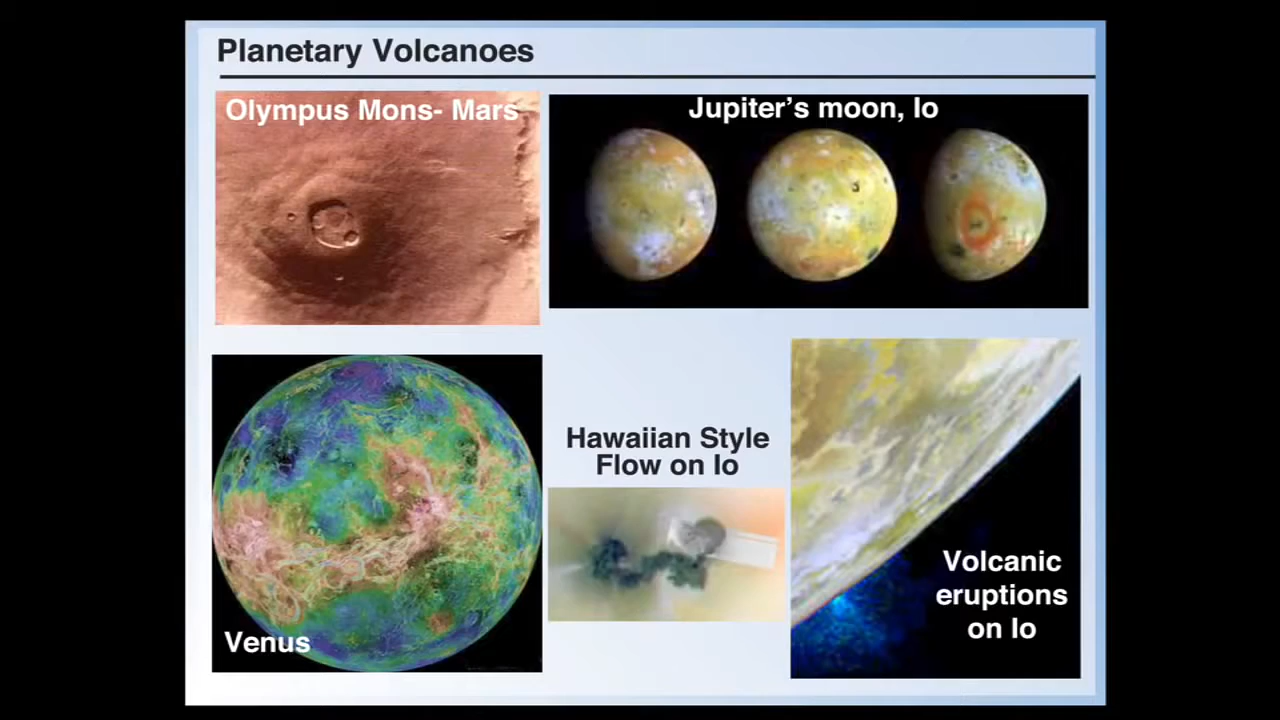 Planetary Volcanoes
Olympus Mons- Mars
Jupiter's moon, Io
Hawaiian Style
Flow on Io
Venus
Volcanic
eruptions
on Io